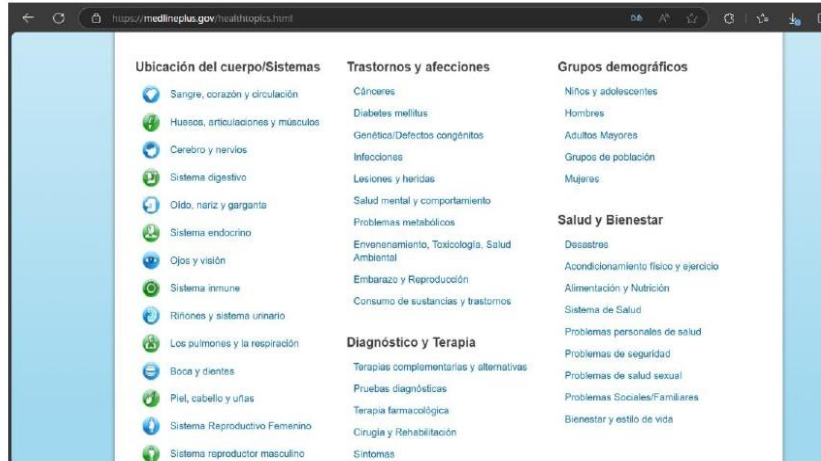 https://medlineplus.gov/healthtopics.html
Ubicación del cuerpo/Sistemas
Sangre, corazón y circulación
Huesos, articulaciones y músculos
Cerebro y nervios
Sistema digestivo
Oído, nariz y garganta
Sistema endocrino
Ojos y visión
Sistema inmune
Riñones y sistema urinario
Los pulmones y la respiración
Boca y dientes
Piel, cabello y uñas
Sistema Reproductivo Femenino
Sistema reproductor masculino
Trastornos y afecciones
Cánceres
Diabetes mellitus
Genética/Defectos congénitos
Infecciones
Lesiones y heridas
Salud mental y comportamiento
Problemas metabólicos
Envenenamiento, Toxicología, Salud
Ambiental
Embarazo y Reproducción
Consumo de sustancias y trastornos
Diagnóstico y Terapia
Terapias complementarias y alternativas
Pruebas diagnósticas
Terapia farmacológica
Cirugía y Rehabilitación
Síntomas
Grupos demográficos
Niños y adolescentes
Hombres
Adultos Mayores
Grupos de población
Mujeres
Salud y Bienestar
Desastres
Acondicionamiento físico y ejercicio
Alimentación y Nutrición
Sistema de Salud
Problemas personales de salud
Problemas de seguridad
Problemas de salud sexual
Problemas Sociales/Familiares
Bienestar y estilo de vida